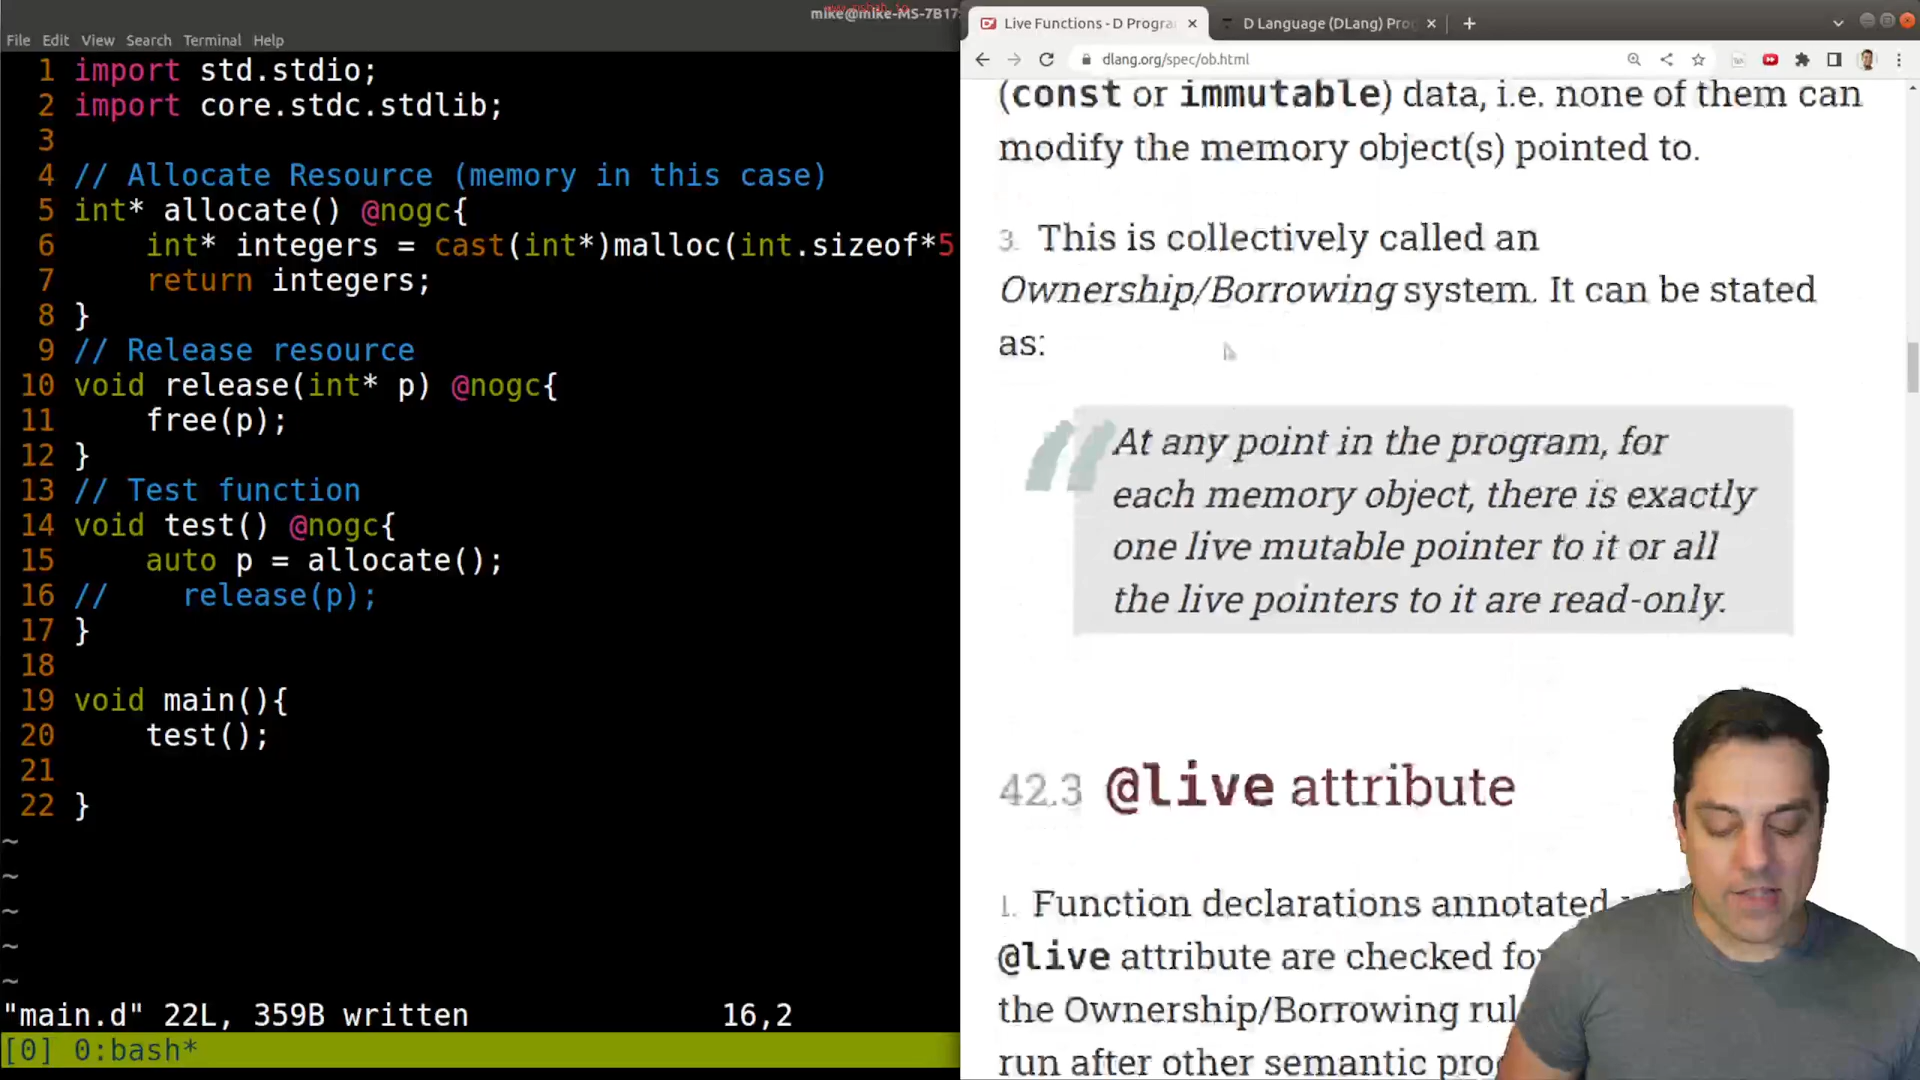 mike@mike-MS-7B17:
File Edit View Search Terminal Help
1 import std.stdio;
2 import core.stdc.stdlib;
3
4 // Allocate Resource (memory in this case)
5 int* allocate() @nogc{
6 int* integers = cast(int*)malloc(int.sizeof*5
7 return integers;
8 }
9 // Release resource
10 void release(int* p) @nogc{
11 free(p);
12 }
13 // Test function
14 void test() @nogc{
15 auto p = allocate();
16 // release(p);
17 }
18
19 void main(){
20 test();
21
22 }
~
~
~
~
~
"main.d" 22L, 359B written 16,2
[0] 0:bash*
Live Functions - D Progra
D Language (DLang) Pro
dlang.org/spec/ob.html
(const or immutable) data, i.e. none of them can
modify the memory object(s) pointed to.
3. This is collectively called an
Ownership/Borrowing system. It can be stated
as:
At any point in the program, for
each memory object, there is exactly
one live mutable pointer to it or all
the live pointers to it are read-only.
42.3 @live attribute
1. Function declarations annotated
@live attribute are checked fo
the Ownership/Borrowing rul
run after other semantic pro